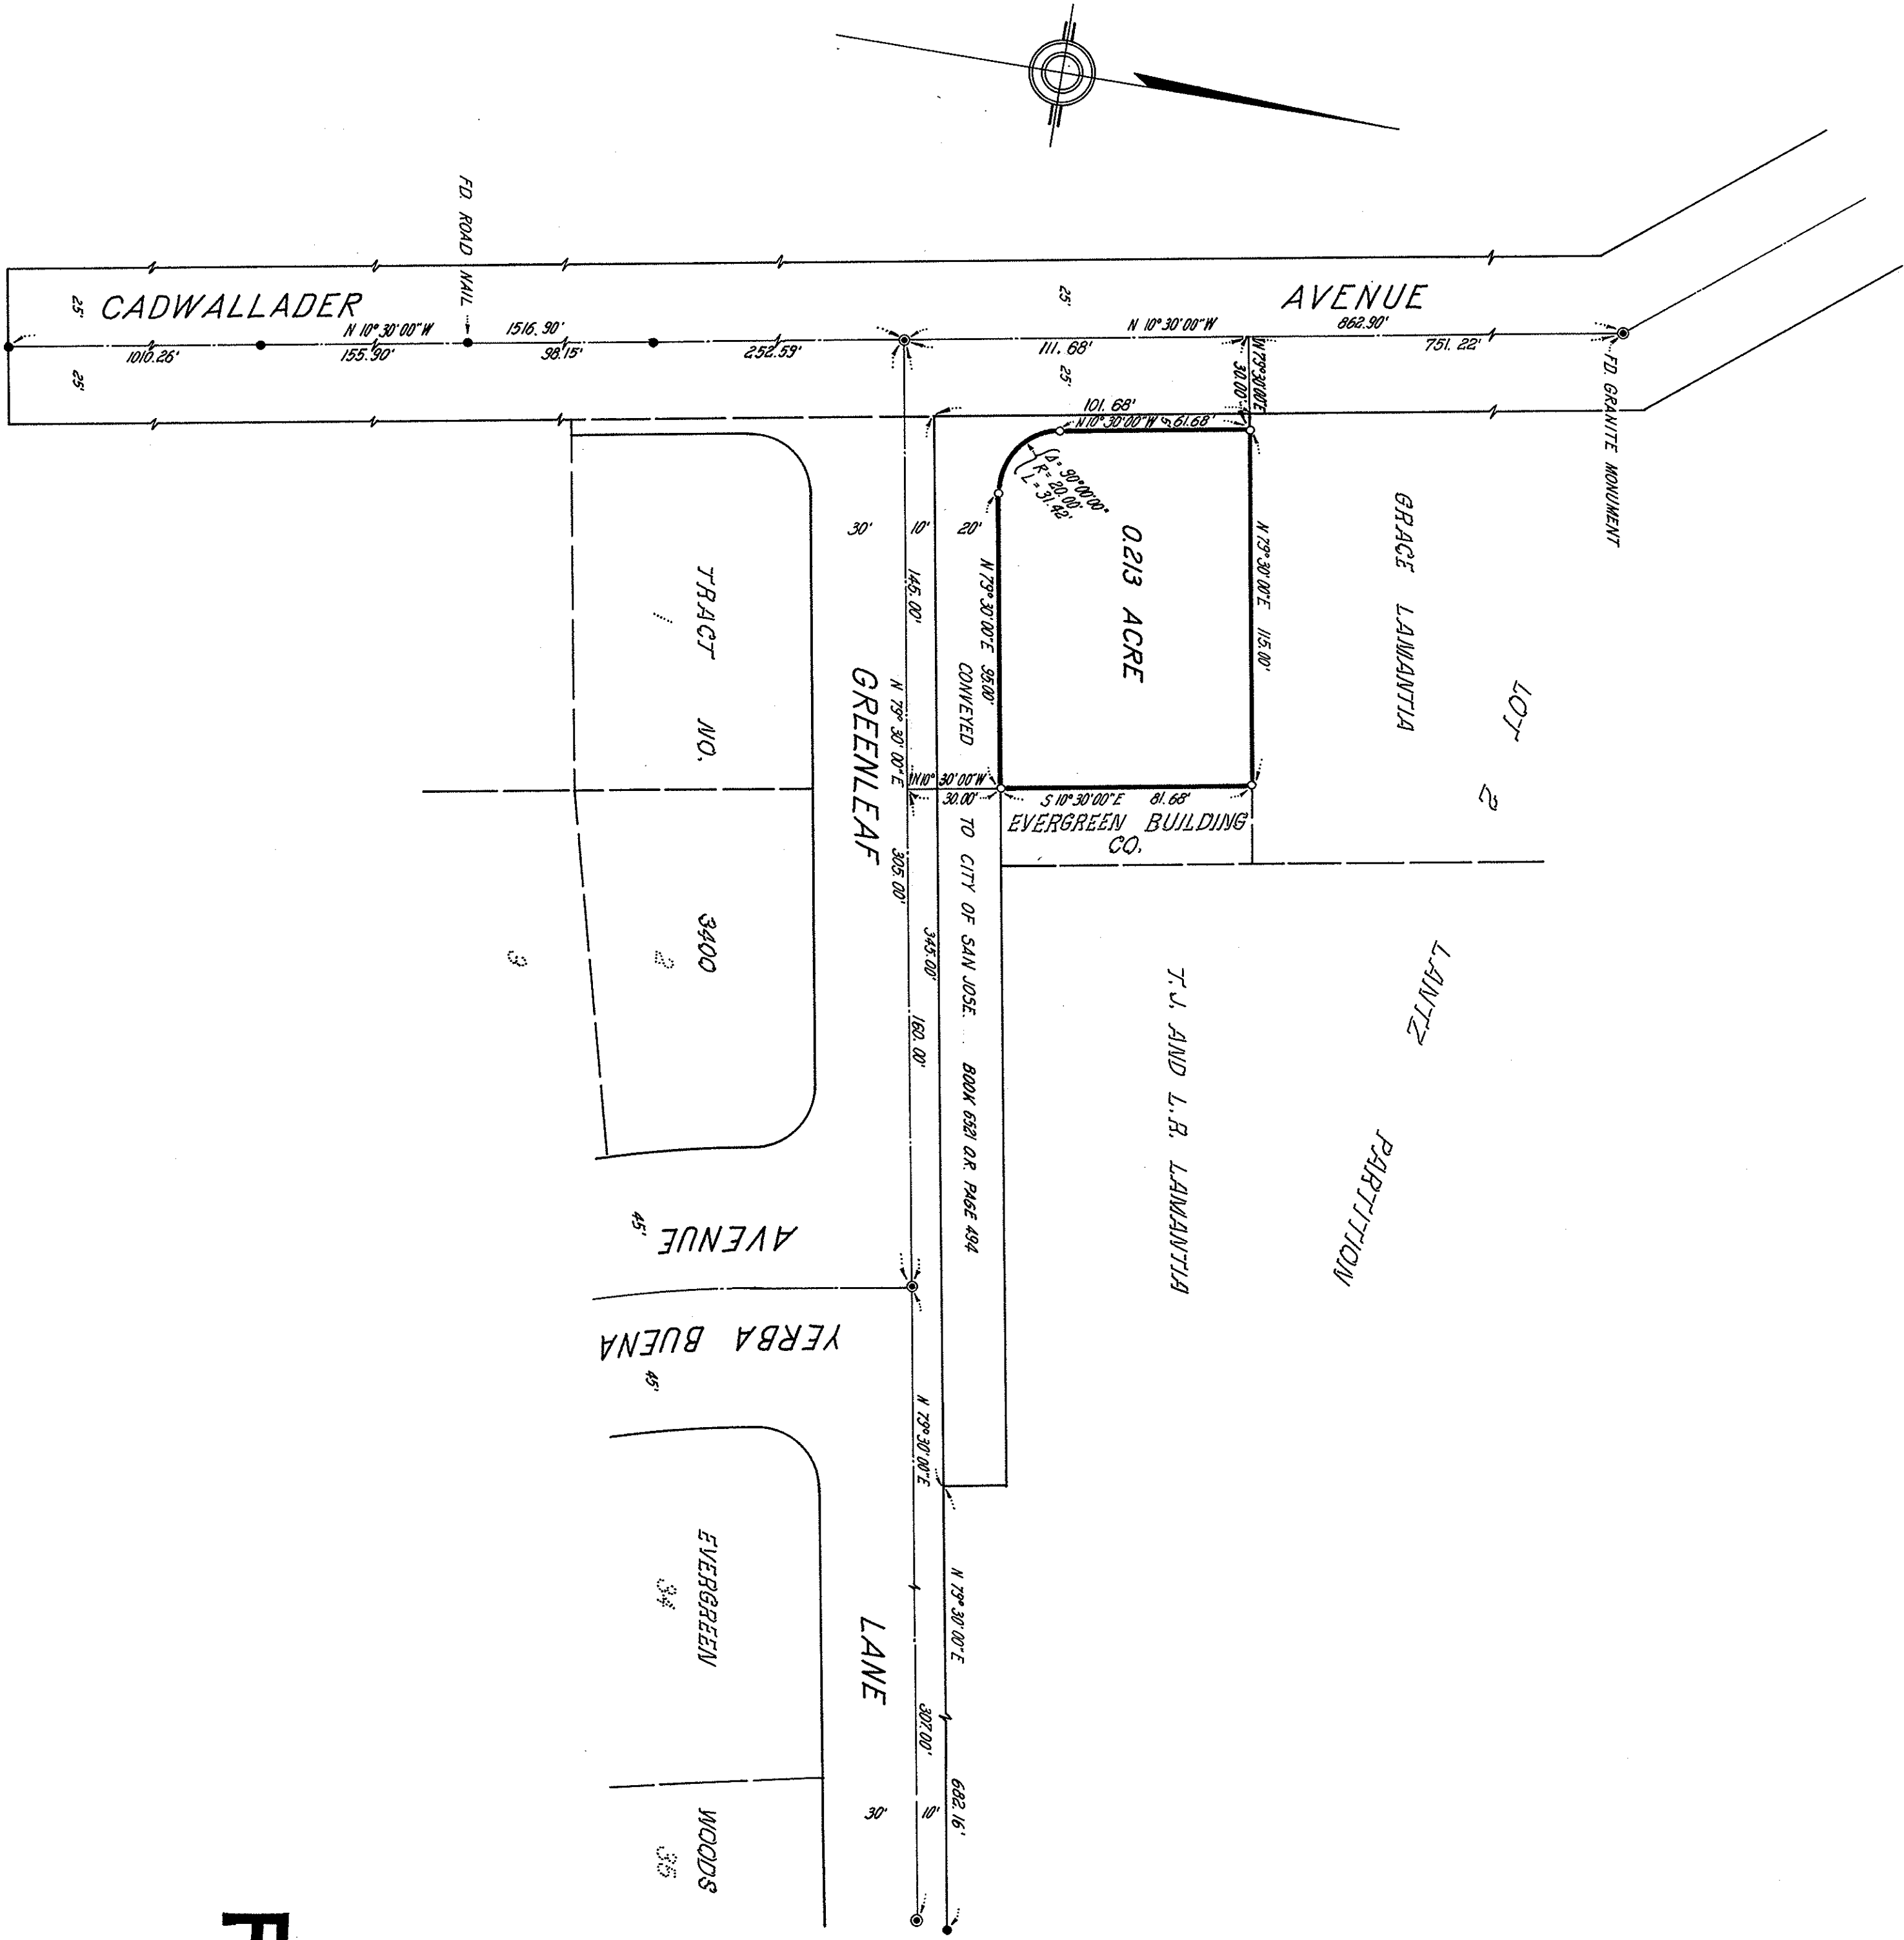 FD. ROAD NAIL
CADWALLADER
AVENUE
25'
25'
25'
25'
N 10° 30' 00" W
1516.90'
1010.26'
155.90'
98.15'
252.59'
N 10° 30' 00" W
862.90'
111.68'
751.22'
N 79° 30' 00" E
30.00'
FD. GRANITE MONUMENT
101.68'
N 10° 30' 00" W 61.68'
Δ = 90° 00' 00"
R = 20.00'
L = 31.42'
0.213 ACRE
N 79° 30' 00" E 115.00'
GRACE LAMANTIA
LOT 2
30'
10'
20'
145.00'
N 79° 30' 00" E 95.00'
TRACT NO. 3400
1
2
3
GREENLEAF
N 79° 30' 00" E
305.00'
N 10° 30' 00" W
30.00'
S 10° 30' 00" E 81.68'
EVERGREEN BUILDING
CO.
CONVEYED TO CITY OF SAN JOSE. BOOK 6521 O.R. PAGE 494
345.00'
160.00'
T.J. AND L.R. LAMANTIA
LANTZ PARTITION
45'
AVENUE
YERBA BUENA
45'
N 79° 30' 00" E
N 79° 30' 00" E
LANE
307.00'
682.16'
30'
10'
EVERGREEN WOODS
34
35